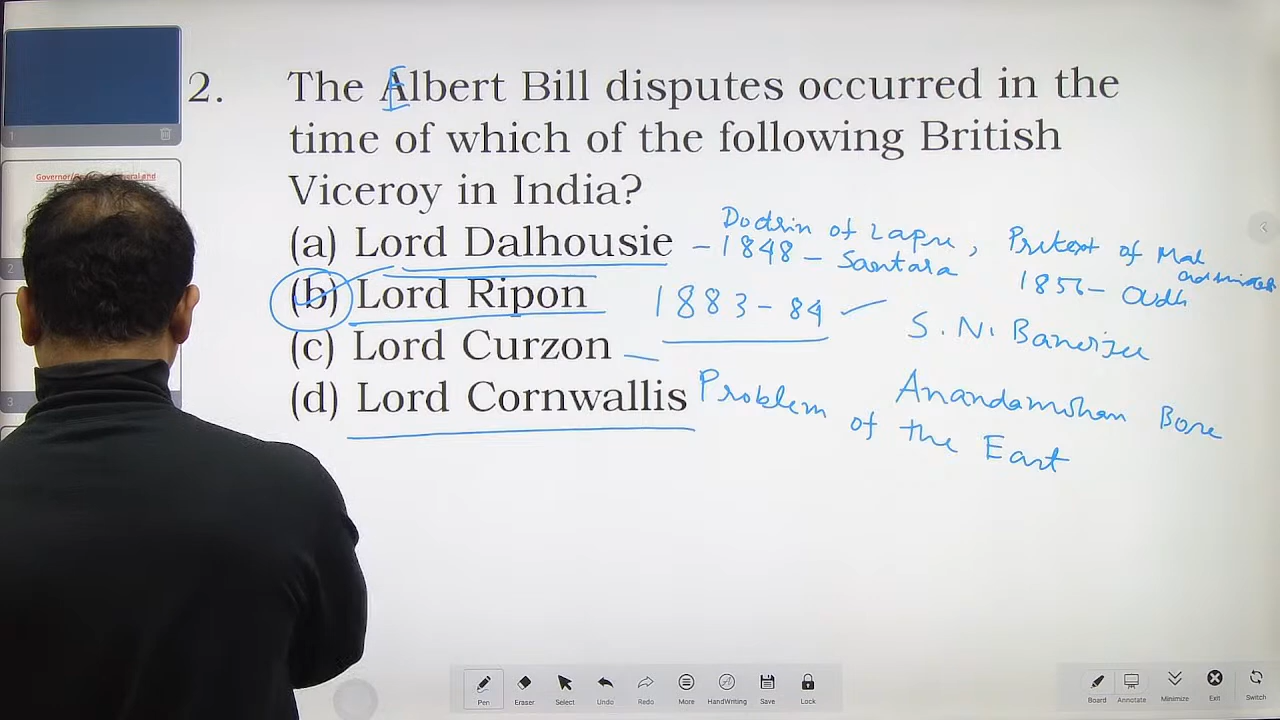 2. The Albert Bill disputes occurred in the
time of which of the following British
Viceroy in India?
(a) Lord Dalhousie – 1848 – Santara
Doctrin of Lapse, Pretext of Mal
1856 – Oudh
(b) Lord Ripon 1883 – 84
S. N. Banerjee
(c) Lord Curzon –
Problem of the East
Anandamohan Bose
(d) Lord Cornwallis
1
2
3
Pen
Eraser
Select
Undo
Redo
More
HandWriting
Save
Lock
Board
Annotate
Minimize
Exit
Switch